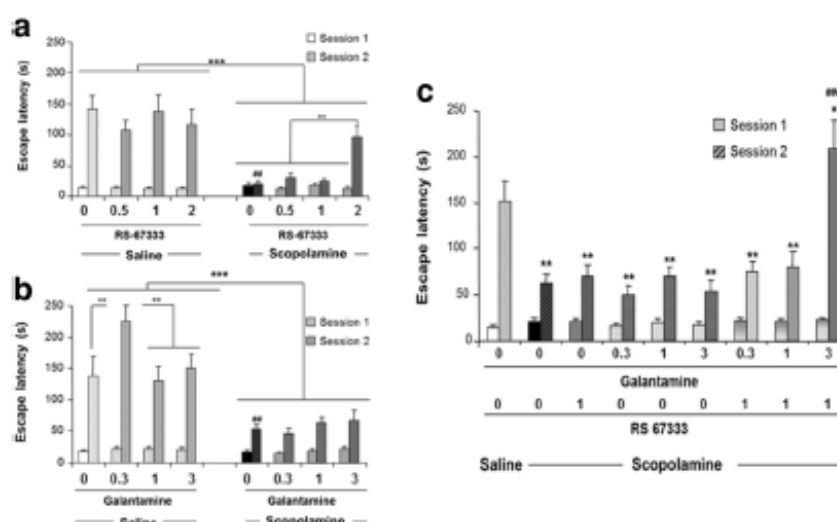 a
Session 1
Session 2
Escape latency (s)
250
200
150
100
50
0
***
**
##
0 0.5 1 2 0 0.5 1 2
RS-67333 RS-67333
Saline Scopolamine
b
Session 1
Session 2
Escape latency (s)
250
200
150
100
50
0
***
**
**
##
0 0.3 1 3 0 0.3 1 3
Galantamine Galantamine
Saline Scopolamine
c
Session 1
Session 2
Escape latency (s)
250
200
150
100
50
0
##
*
** ** ** ** ** ** **
0 0 0 0.3 1 3 0.3 1 3
Galantamine
0 0 1 0 0 0 1 1 1
RS 67333
Saline Scopolamine